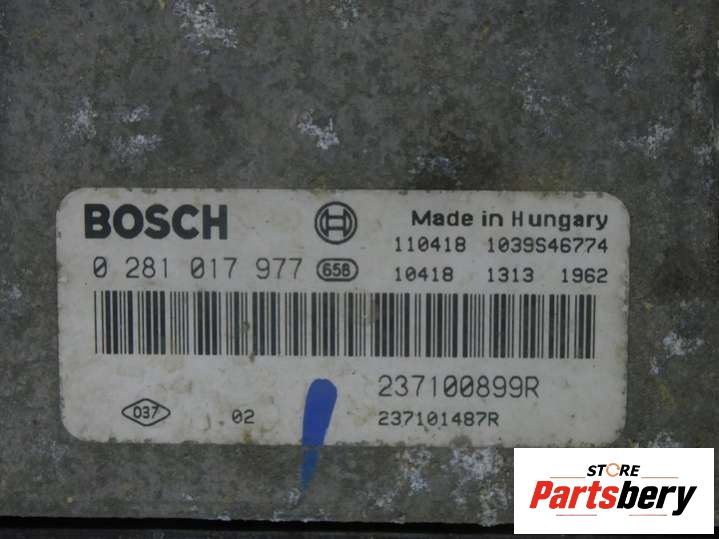 BOSCH
Made in Hungary
110418 1039S46774
0 281 017 977 658
10418 1313 1962
237100899R
037
02
237101487R
STORE
Partsbery